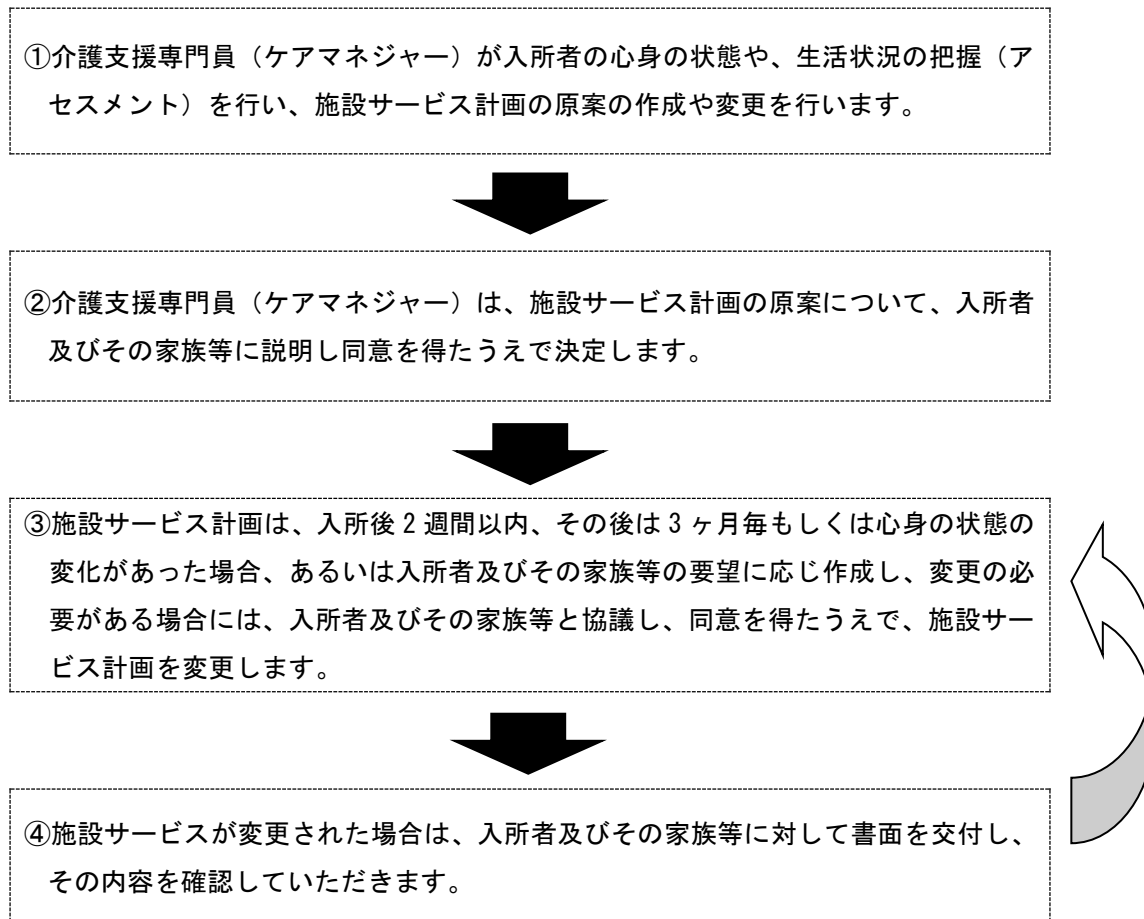 ①介護支援専門員（ケアマネジャー）が入所者の心身の状態や、生活状況の把握（ア
セスメント）を行い、施設サービス計画の原案の作成や変更を行います。
②介護支援専門員（ケアマネジャー）は、施設サービス計画の原案について、入所者
及びその家族等に説明し同意を得たうえで決定します。
③施設サービス計画は、入所後２週間以内、その後は３ヶ月毎もしくは心身の状態の
変化があった場合、あるいは入所者及びその家族等の要望に応じ作成し、変更の必
要がある場合には、入所者及びその家族等と協議し、同意を得たうえで、施設サー
ビス計画を変更します。
④施設サービスが変更された場合は、入所者及びその家族等に対して書面を交付し、
その内容を確認していただきます。